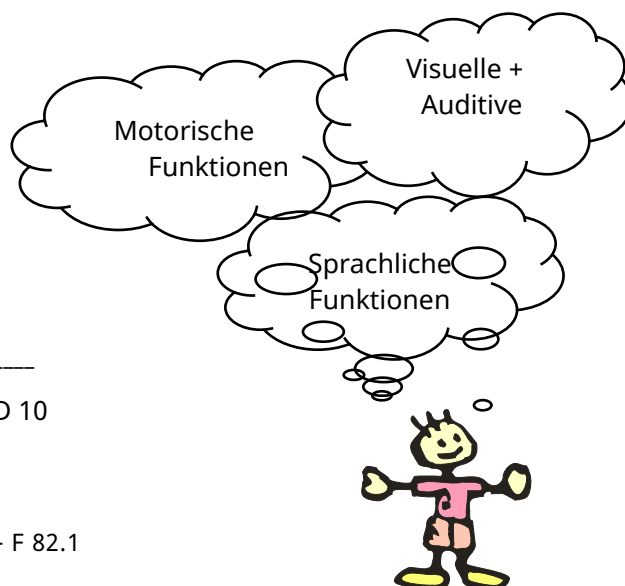 Visuelle +
Auditive
Motorische
Funktionen
Sprachliche
Funktionen
D 10
- F 82.1